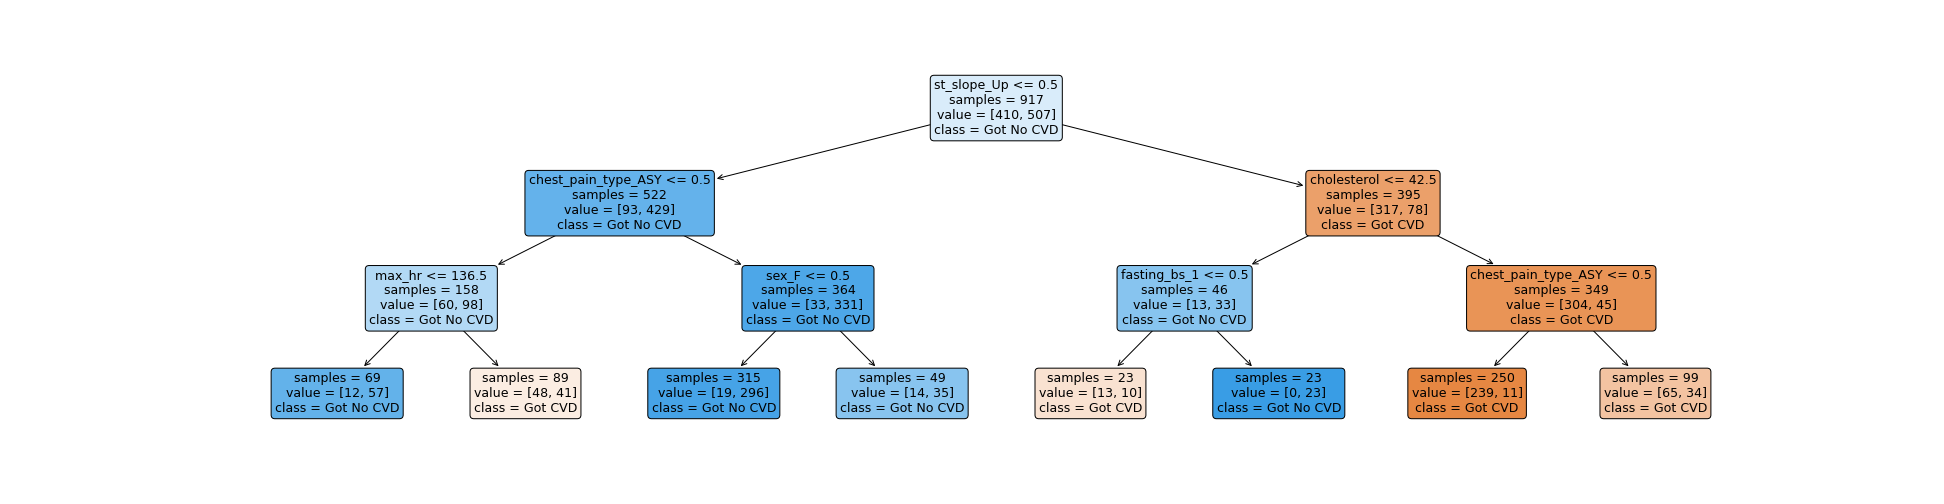 st_slope_Up <= 0.5
samples = 917
value = [410, 507]
class = Got No CVD
chest_pain_type_ASY <= 0.5
samples = 522
value = [93, 429]
class = Got No CVD
cholesterol <= 42.5
samples = 395
value = [317, 78]
class = Got CVD
max_hr <= 136.5
samples = 158
value = [60, 98]
class = Got No CVD
sex_F <= 0.5
samples = 364
value = [33, 331]
class = Got No CVD
fasting_bs_1 <= 0.5
samples = 46
value = [13, 33]
class = Got No CVD
chest_pain_type_ASY <= 0.5
samples = 349
value = [304, 45]
class = Got CVD
samples = 69
value = [12, 57]
class = Got No CVD
samples = 89
value = [48, 41]
class = Got CVD
samples = 315
value = [19, 296]
class = Got No CVD
samples = 49
value = [14, 35]
class = Got No CVD
samples = 23
value = [13, 10]
class = Got CVD
samples = 23
value = [0, 23]
class = Got No CVD
samples = 250
value = [239, 11]
class = Got CVD
samples = 99
value = [65, 34]
class = Got CVD